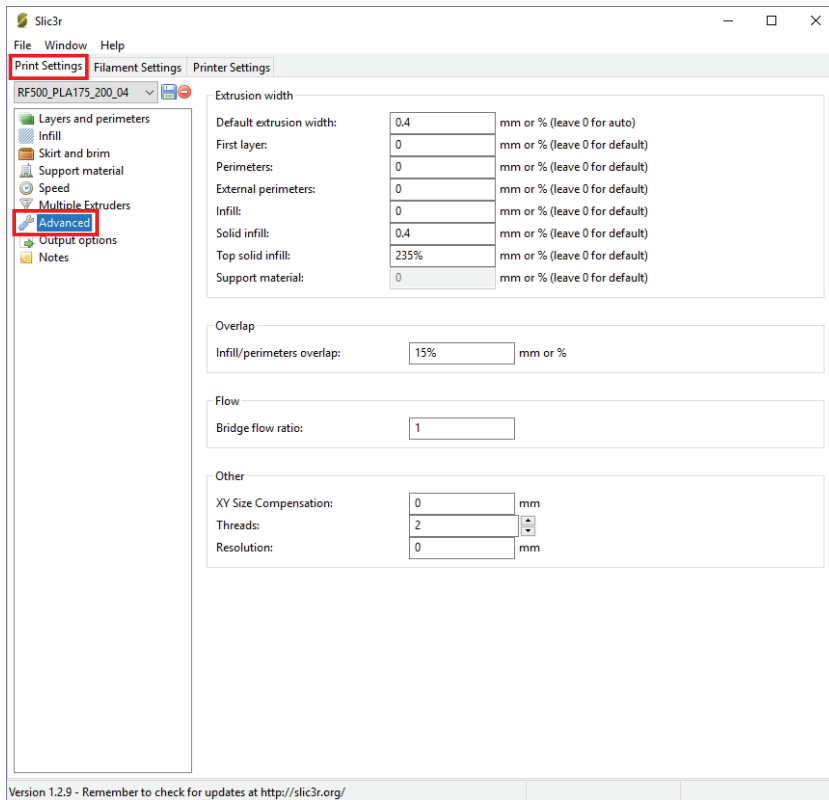 Slic3r
File Window Help
Print Settings Filament Settings Printer Settings
RF500_PLA175_200_04
Layers and perimeters
Infill
Skirt and brim
Support material
Speed
Multiple Extruders
Advanced
Output options
Notes
Extrusion width
Default extrusion width: 0.4 mm or % (leave 0 for auto)
First layer: 0 mm or % (leave 0 for default)
Perimeters: 0 mm or % (leave 0 for default)
External perimeters: 0 mm or % (leave 0 for default)
Infill: 0 mm or % (leave 0 for default)
Solid infill: 0.4 mm or % (leave 0 for default)
Top solid infill: 235% mm or % (leave 0 for default)
Support material: 0 mm or % (leave 0 for default)
Overlap
Infill/perimeters overlap: 15% mm or %
Flow
Bridge flow ratio: 1
Other
XY Size Compensation: 0 mm
Threads: 2
Resolution: 0 mm
Version 1.2.9 - Remember to check for updates at http://slic3r.org/